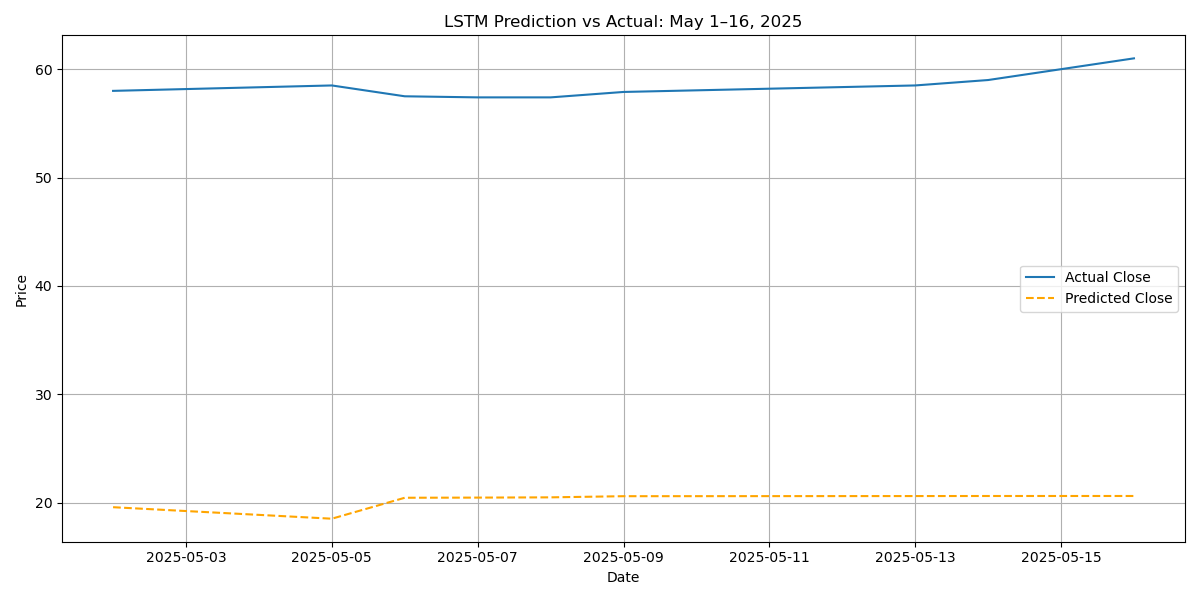 LSTM Prediction vs Actual: May 1–16, 2025
60
50
40
30
20
Price
Actual Close
Predicted Close
2025-05-03
2025-05-05
2025-05-07
2025-05-09
2025-05-11
2025-05-13
2025-05-15
Date